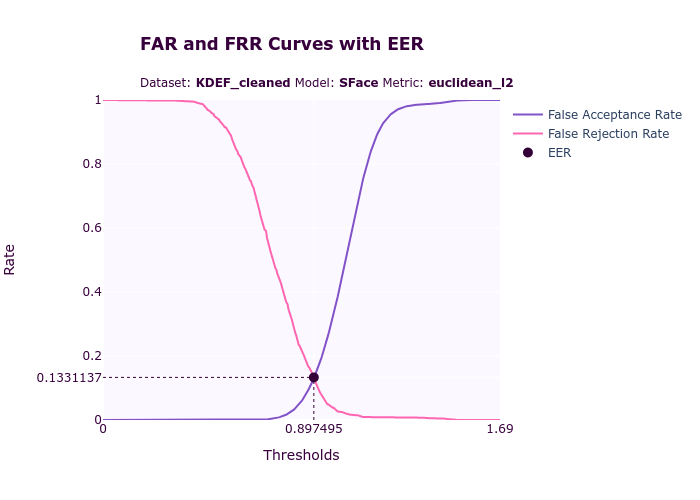 FAR and FRR Curves with EER
Dataset: KDEF_cleaned Model: SFace Metric: euclidean_l2
1
0.8
0.6
0.4
0.2
0.1331137
0
Rate
0
0.897495
1.69
Thresholds
False Acceptance Rate
False Rejection Rate
EER